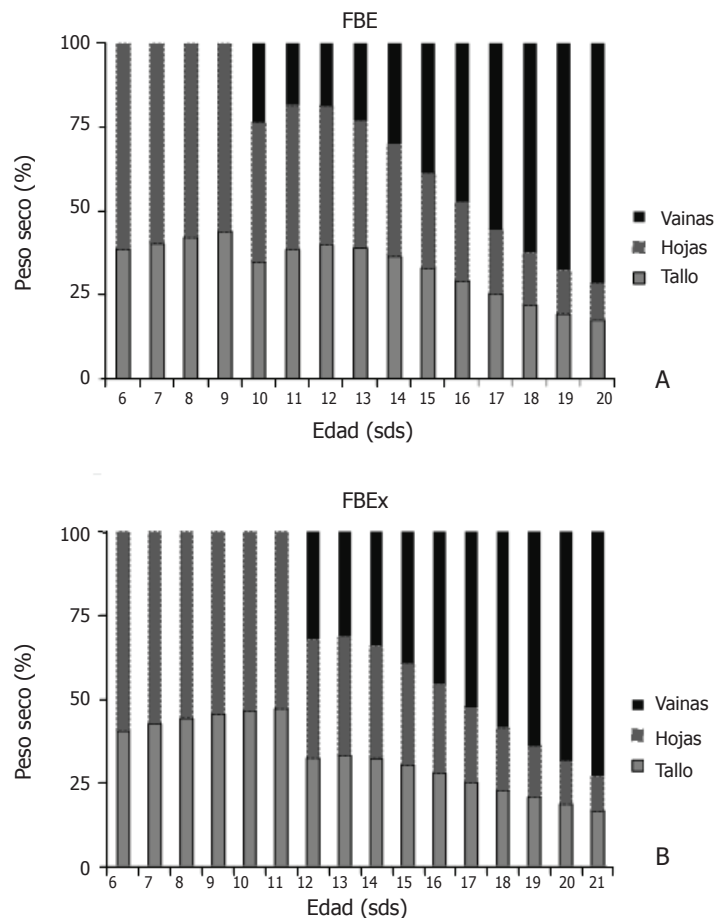 FBE
100
75
50
25
0
Peso seco (%)
6 7 8 9 10 11 12 13 14 15 16 17 18 19 20
Edad (sds)
Vainas
Hojas
Tallo
A
FBEx
100
75
50
25
0
Peso seco (%)
6 7 8 9 10 11 12 13 14 15 16 17 18 19 20 21
Edad (sds)
Vainas
Hojas
Tallo
B